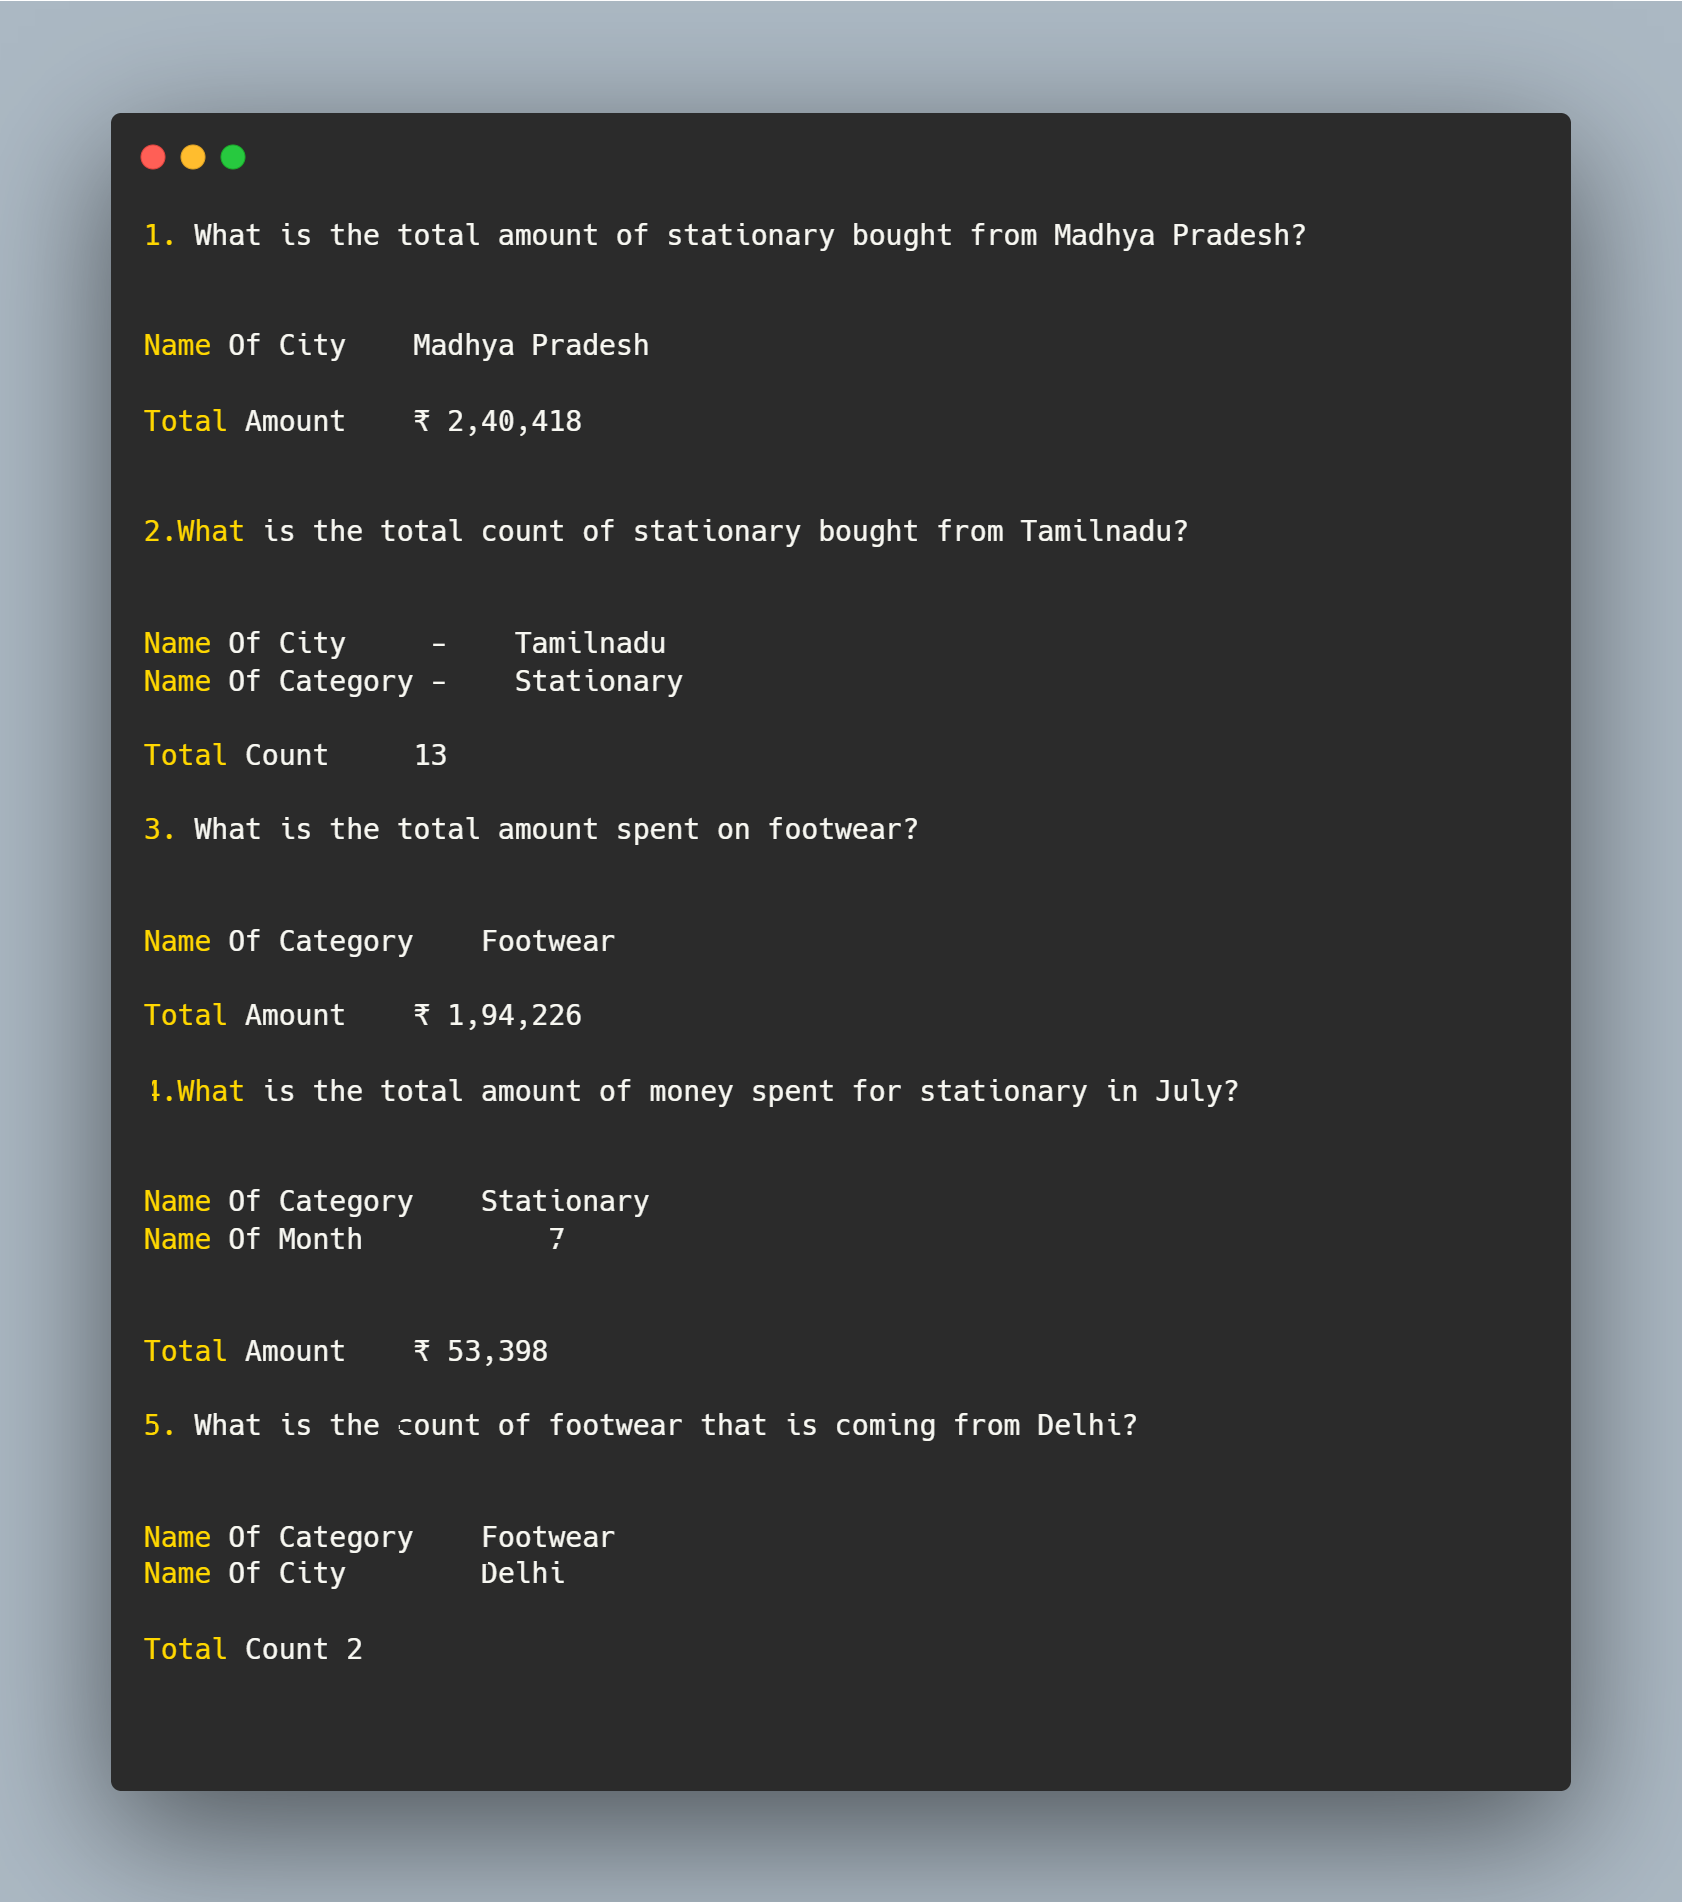 1. What is the total amount of stationary bought from Madhya Pradesh?
Name Of City    Madhya Pradesh
Total Amount    ₹ 2,40,418
2.What is the total count of stationary bought from Tamilnadu?
Name Of City     -    Tamilnadu
Name Of Category -    Stationary
Total Count     13
3. What is the total amount spent on footwear?
Name Of Category    Footwear
Total Amount    ₹ 1,94,226
4.What is the total amount of money spent for stationary in July?
Name Of Category    Stationary
Name Of Month           7
Total Amount    ₹ 53,398
5. What is the count of footwear that is coming from Delhi?
Name Of Category    Footwear
Name Of City        Delhi
Total Count 2